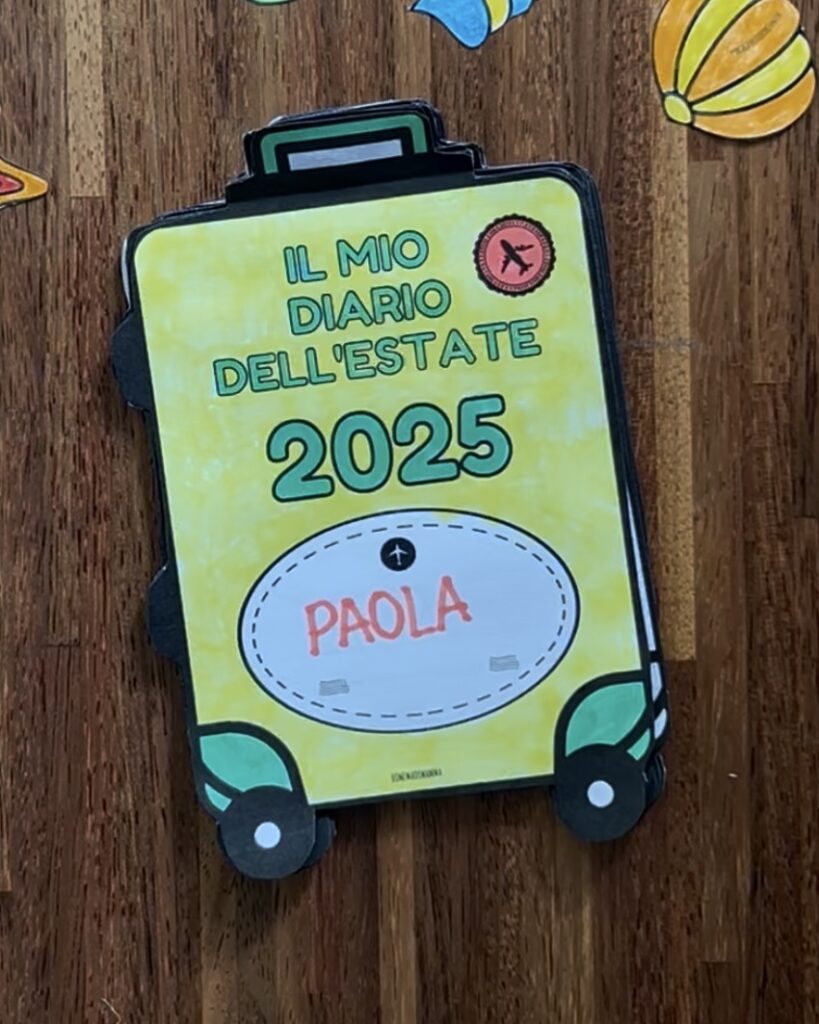 IL MIO
DIARIO
DELL'ESTATE
2025
PAOLA